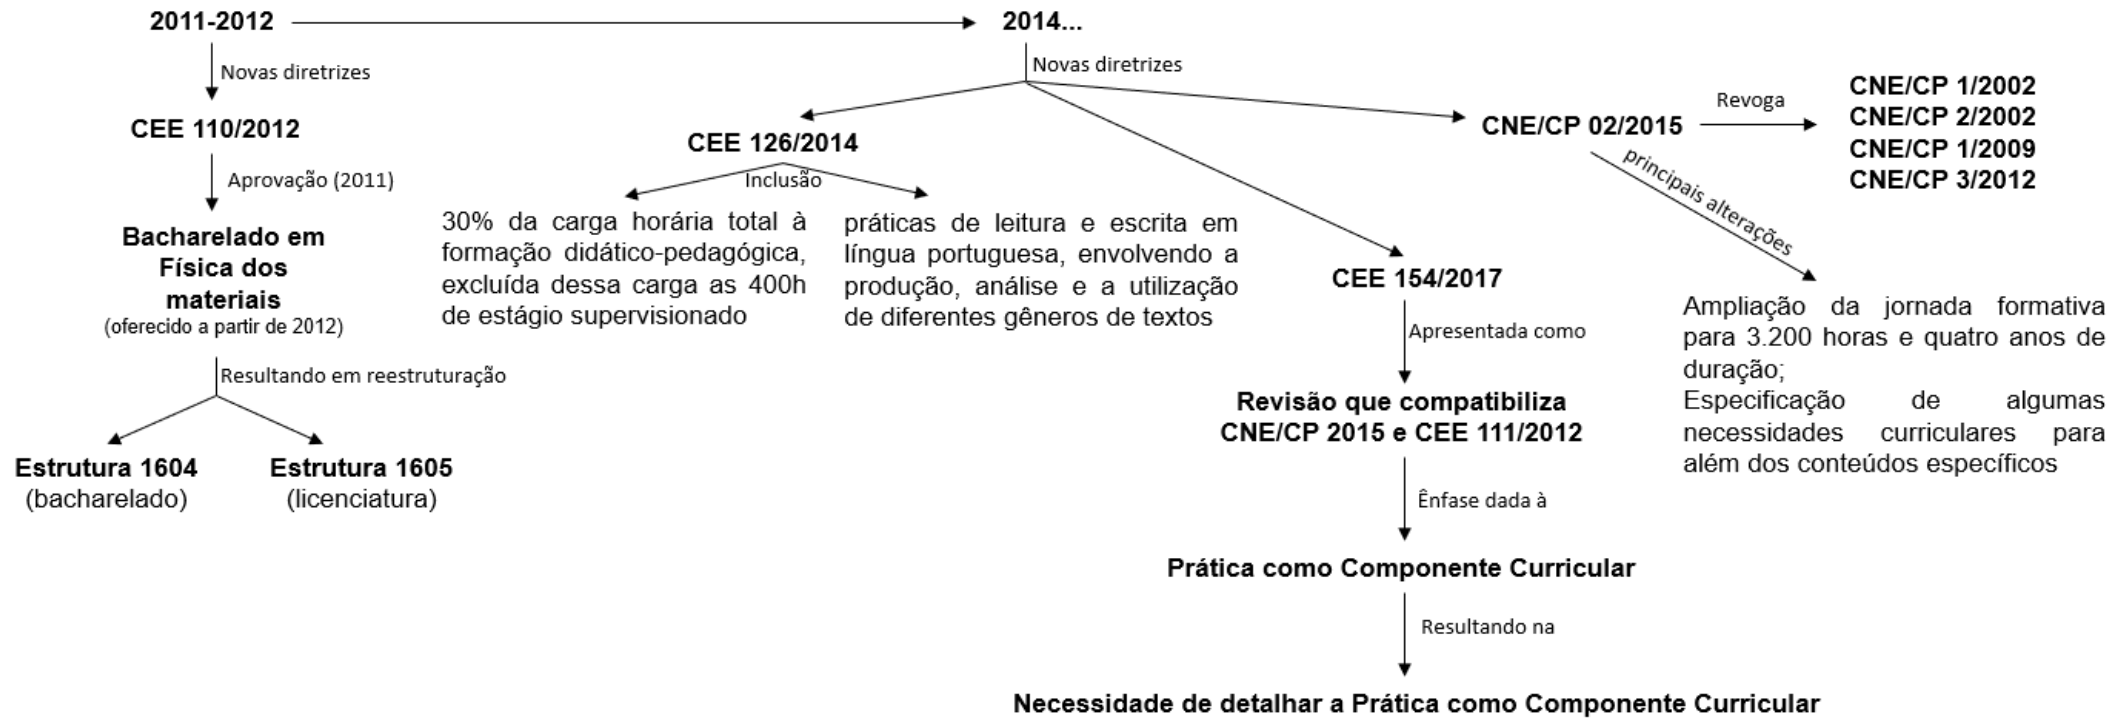 2011-2012
2014...
Novas diretrizes
Novas diretrizes
CEE 110/2012
Aprovação (2011)
Bacharelado em
Física dos
materiais
(oferecido a partir de 2012)
Resultando em reestruturação
Estrutura 1604
(bacharelado)
Estrutura 1605
(licenciatura)
CEE 126/2014
Inclusão
30% da carga horária total à
formação didático-pedagógica,
excluída dessa carga as 400h
de estágio supervisionado
práticas de leitura e escrita em
língua portuguesa, envolvendo a
produção, análise e a utilização
de diferentes gêneros de textos
CEE 154/2017
Apresentada como
Revisão que compatibiliza
CNE/CP 2015 e CEE 111/2012
Ênfase dada à
Prática como Componente Curricular
Resultando na
Necessidade de detalhar a Prática como Componente Curricular
CNE/CP 02/2015
Revoga
CNE/CP 1/2002
CNE/CP 2/2002
CNE/CP 1/2009
CNE/CP 3/2012
principais alterações
Ampliação da jornada formativa
para 3.200 horas e quatro anos de
duração;
Especificação de algumas
necessidades curriculares para
além dos conteúdos específicos